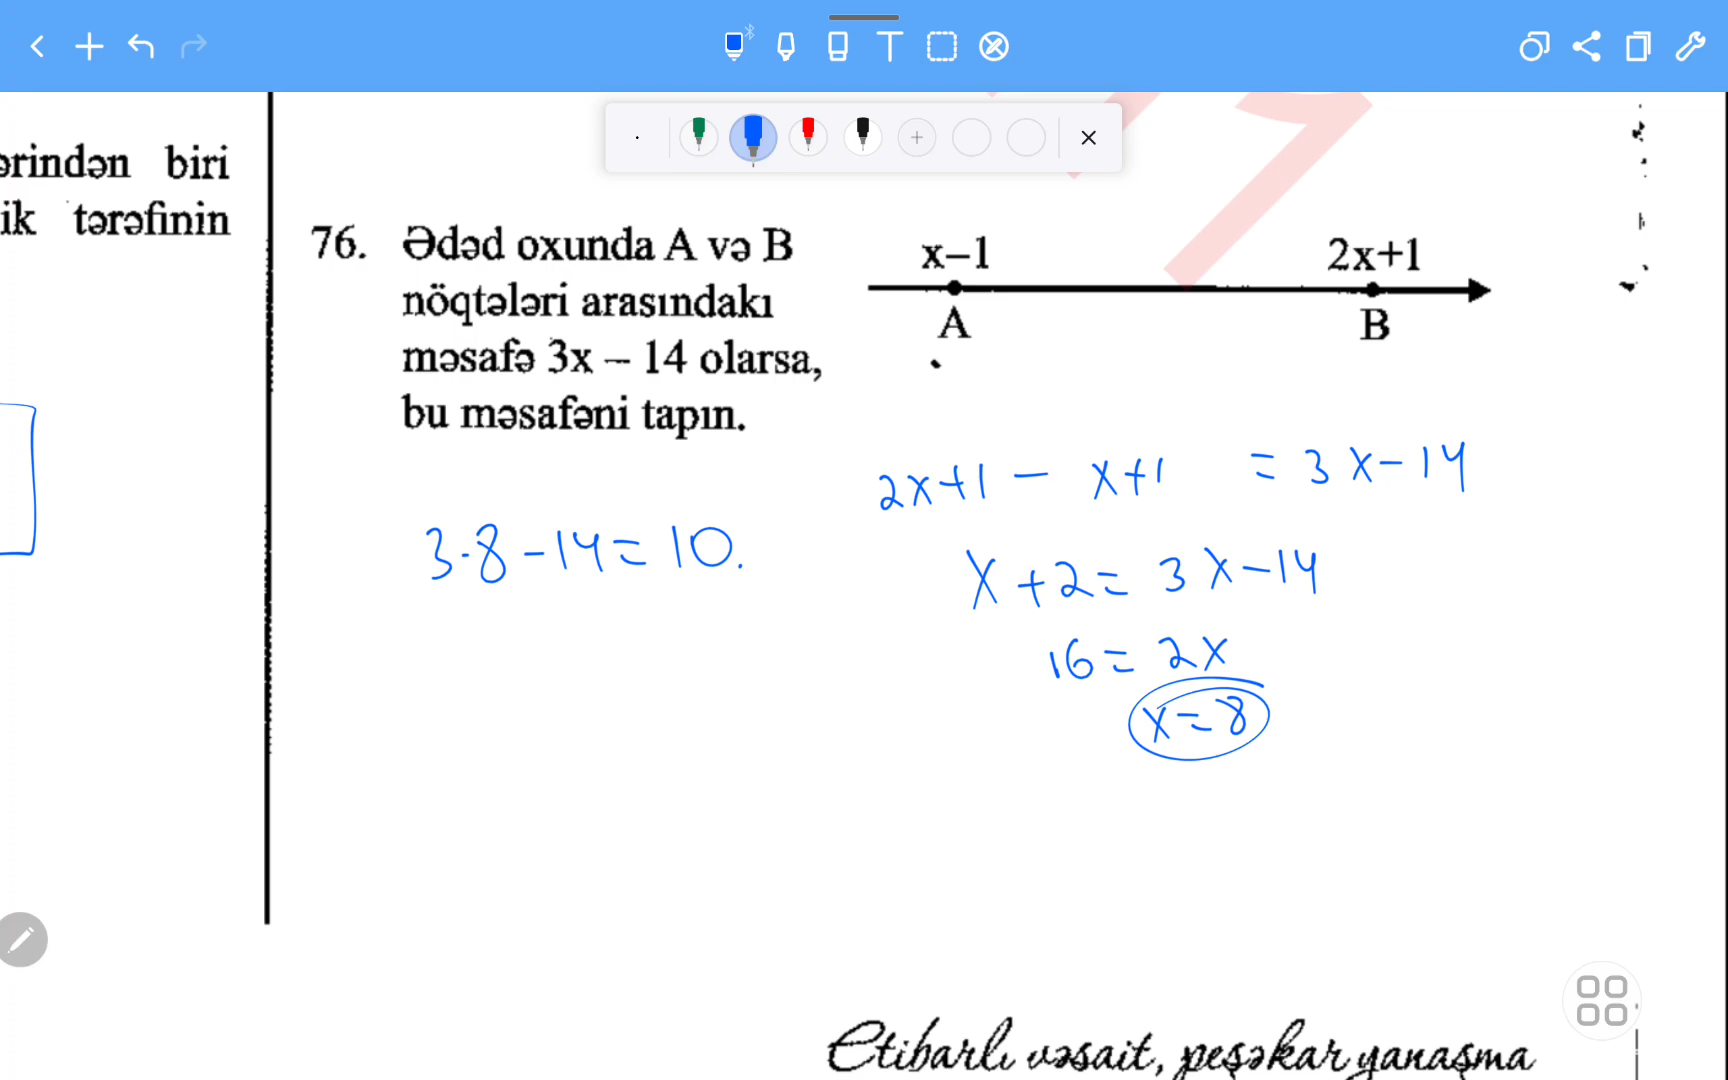 ərindən biri
ik tərəfinin
76. Ədəd oxunda A və B
nöqtələri arasındakı
məsafə 3x – 14 olarsa,
bu məsafəni tapın.
x–1
2x+1
A
B
2x+1 – x+1 = 3x–14
x+2= 3x–14
16= 2x
x=8
3·8–14=10.
Etibarlı vəsait, peşəkar yanaşma